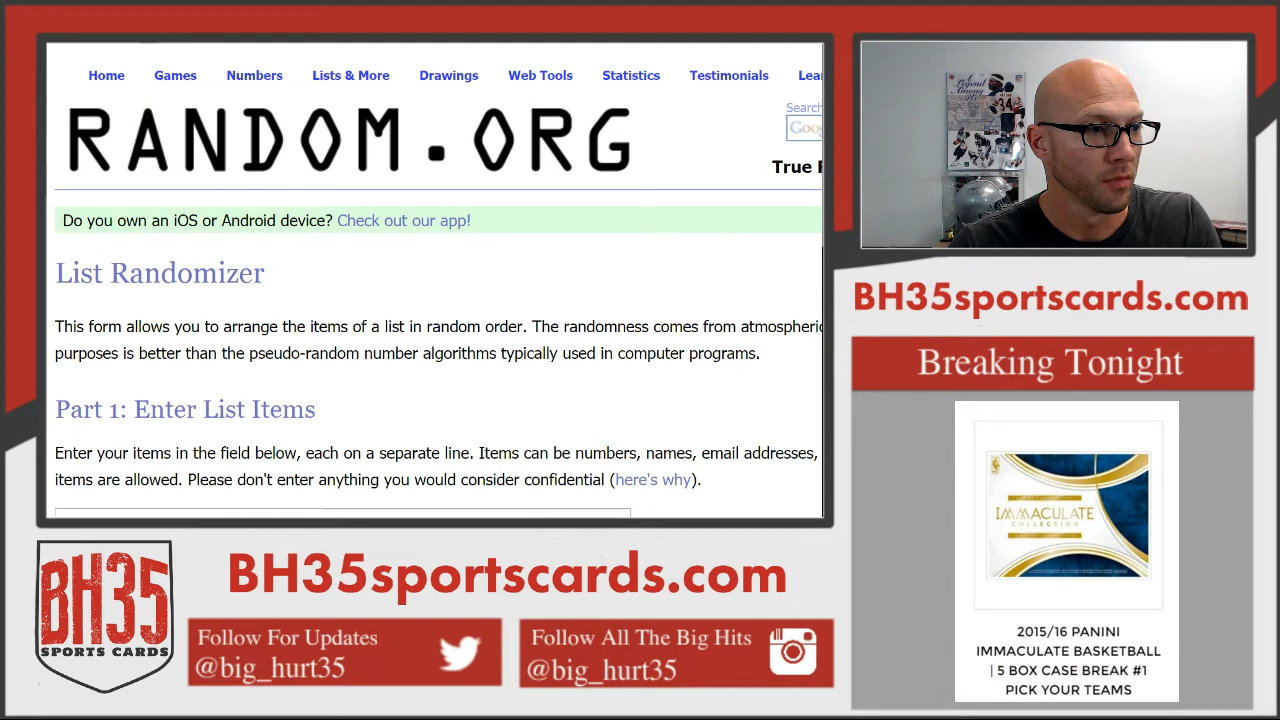 Home Games Numbers Lists & More Drawings Web Tools Statistics Testimonials Lea
RANDOM.ORG
Search
Goo
True
Do you own an iOS or Android device? Check out our app!
List Randomizer
This form allows you to arrange the items of a list in random order. The randomness comes from atmospheric
purposes is better than the pseudo-random number algorithms typically used in computer programs.
Part 1: Enter List Items
Enter your items in the field below, each on a separate line. Items can be numbers, names, email addresses,
items are allowed. Please don't enter anything you would consider confidential (here's why).
34
BH35sportscards.com
Breaking Tonight
IMMACULATE
COLLECTION
2015/16 PANINI
IMMACULATE BASKETBALL
| 5 BOX CASE BREAK #1
PICK YOUR TEAMS
BH35
SPORTS CARDS
BH35sportscards.com
Follow For Updates
@big_hurt35
Follow All The Big Hits
@big_hurt35